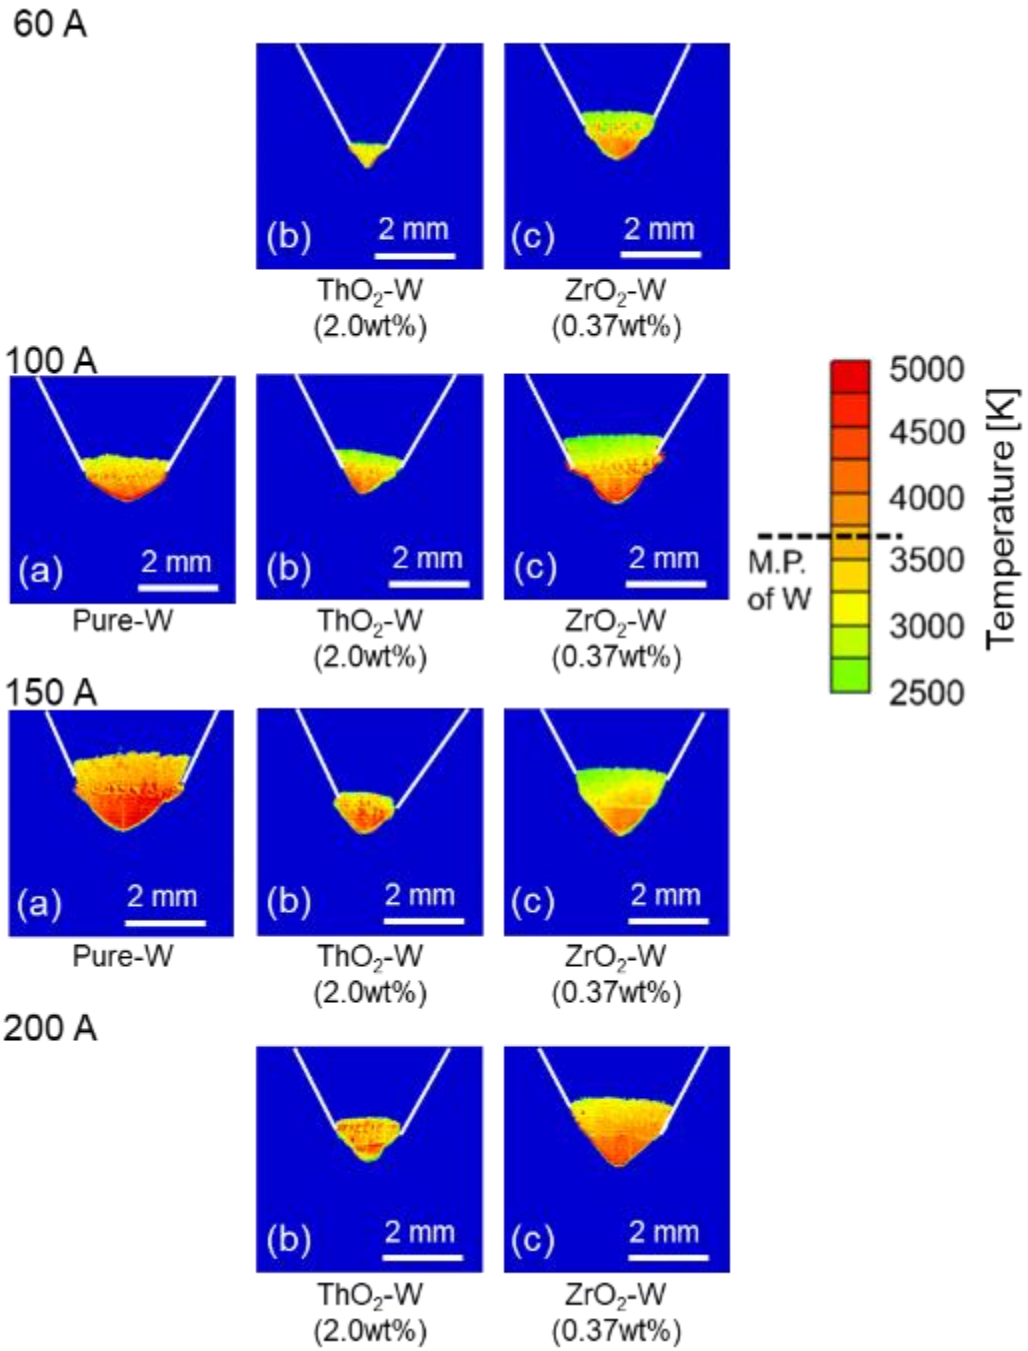 60 A
(b) 2 mm
(c) 2 mm
ThO₂-W
(2.0wt%)
ZrO₂-W
(0.37wt%)
100 A
(a) 2 mm
(b) 2 mm
(c) 2 mm
Pure-W
ThO₂-W
(2.0wt%)
ZrO₂-W
(0.37wt%)
5000
4500
4000
3500
3000
2500
M.P.
of W
Temperature [K]
150 A
(a) 2 mm
(b) 2 mm
(c) 2 mm
Pure-W
ThO₂-W
(2.0wt%)
ZrO₂-W
(0.37wt%)
200 A
(b) 2 mm
(c) 2 mm
ThO₂-W
(2.0wt%)
ZrO₂-W
(0.37wt%)